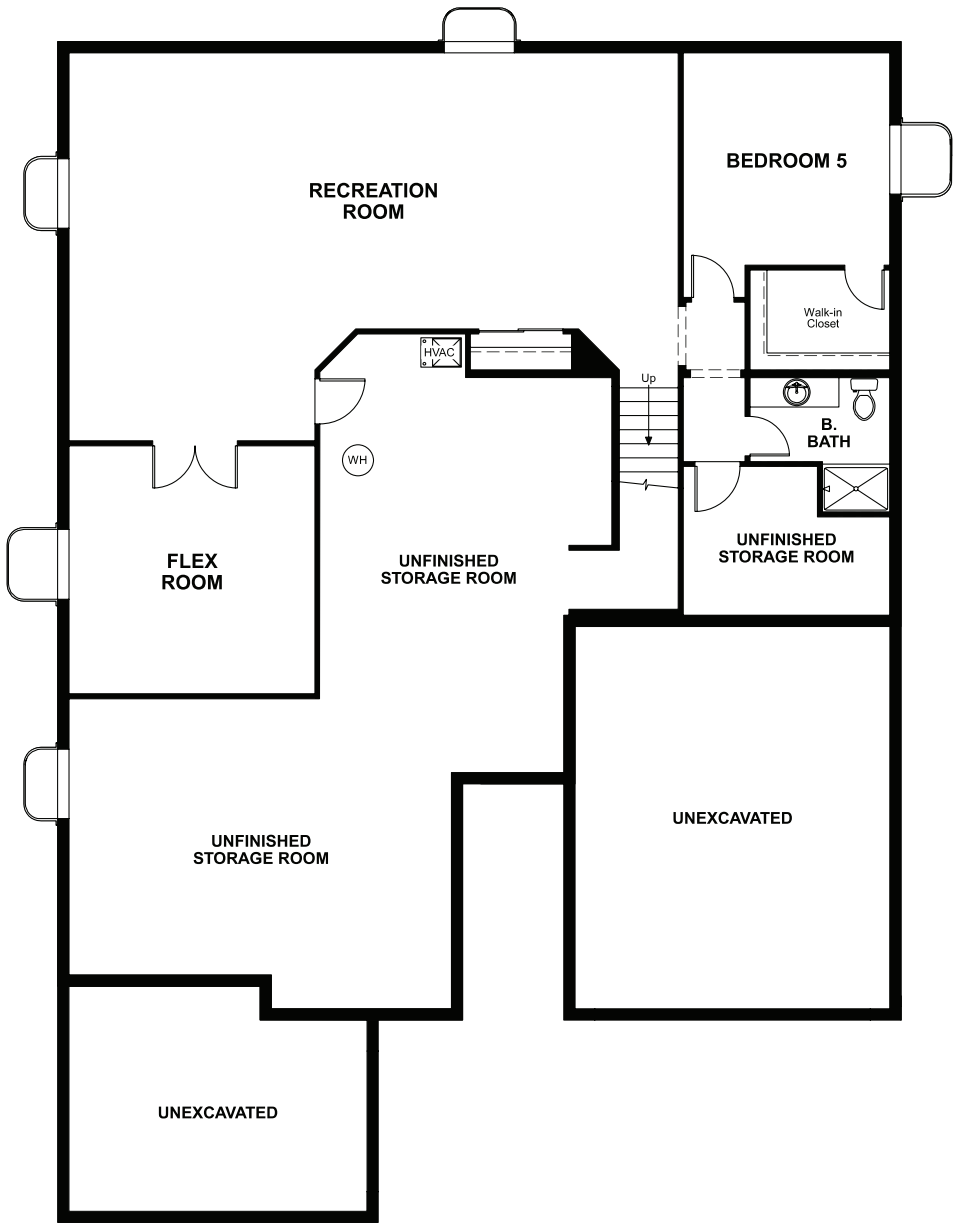 BEDROOM 5
RECREATION
ROOM
Walk-in
Closet
HVAC
Up
B.
BATH
WH
UNFINISHED
STORAGE ROOM
FLEX
ROOM
UNFINISHED
STORAGE ROOM
UNEXCAVATED
UNFINISHED
STORAGE ROOM
UNEXCAVATED